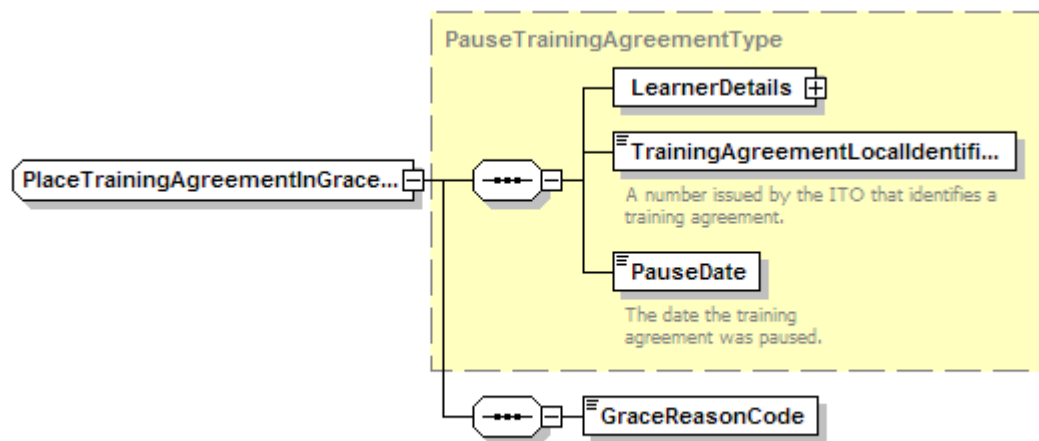 PauseTrainingAgreementType
LearnerDetails
TrainingAgreementLocalIdentifi...
PlaceTrainingAgreementInGrace...
A number issued by the ITO that identifies a
training agreement.
PauseDate
The date the training
agreement was paused.
GraceReasonCode